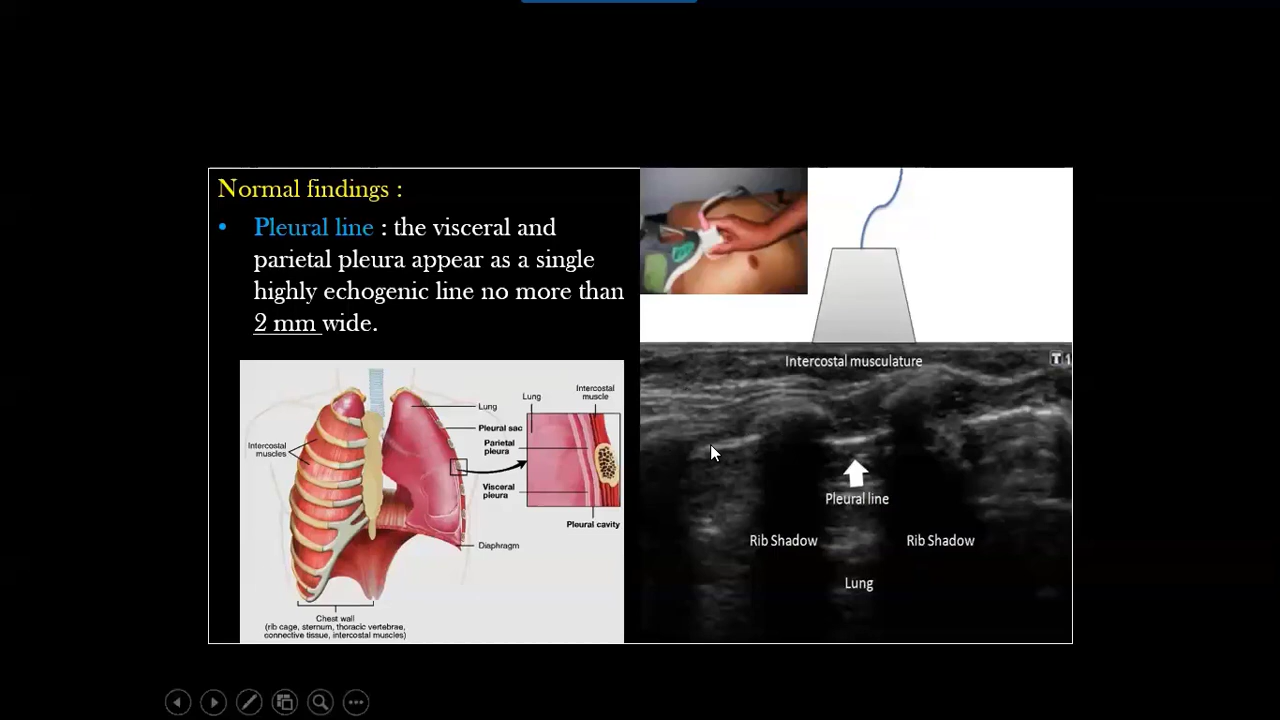 Normal findings :
• Pleural line : the visceral and
parietal pleura appear as a single
highly echogenic line no more than
2 mm wide.
Lung
Intercostal
muscle
Lung
Pleural sac
Parietal
pleura
Intercostal
muscles
Visceral
pleura
Pleural cavity
Diaphragm
Chest wall
(rib cage, sternum, thoracic vertebrae,
connective tissue, intercostal muscles)
Intercostal musculature
T1
Pleural line
Rib Shadow
Rib Shadow
Lung